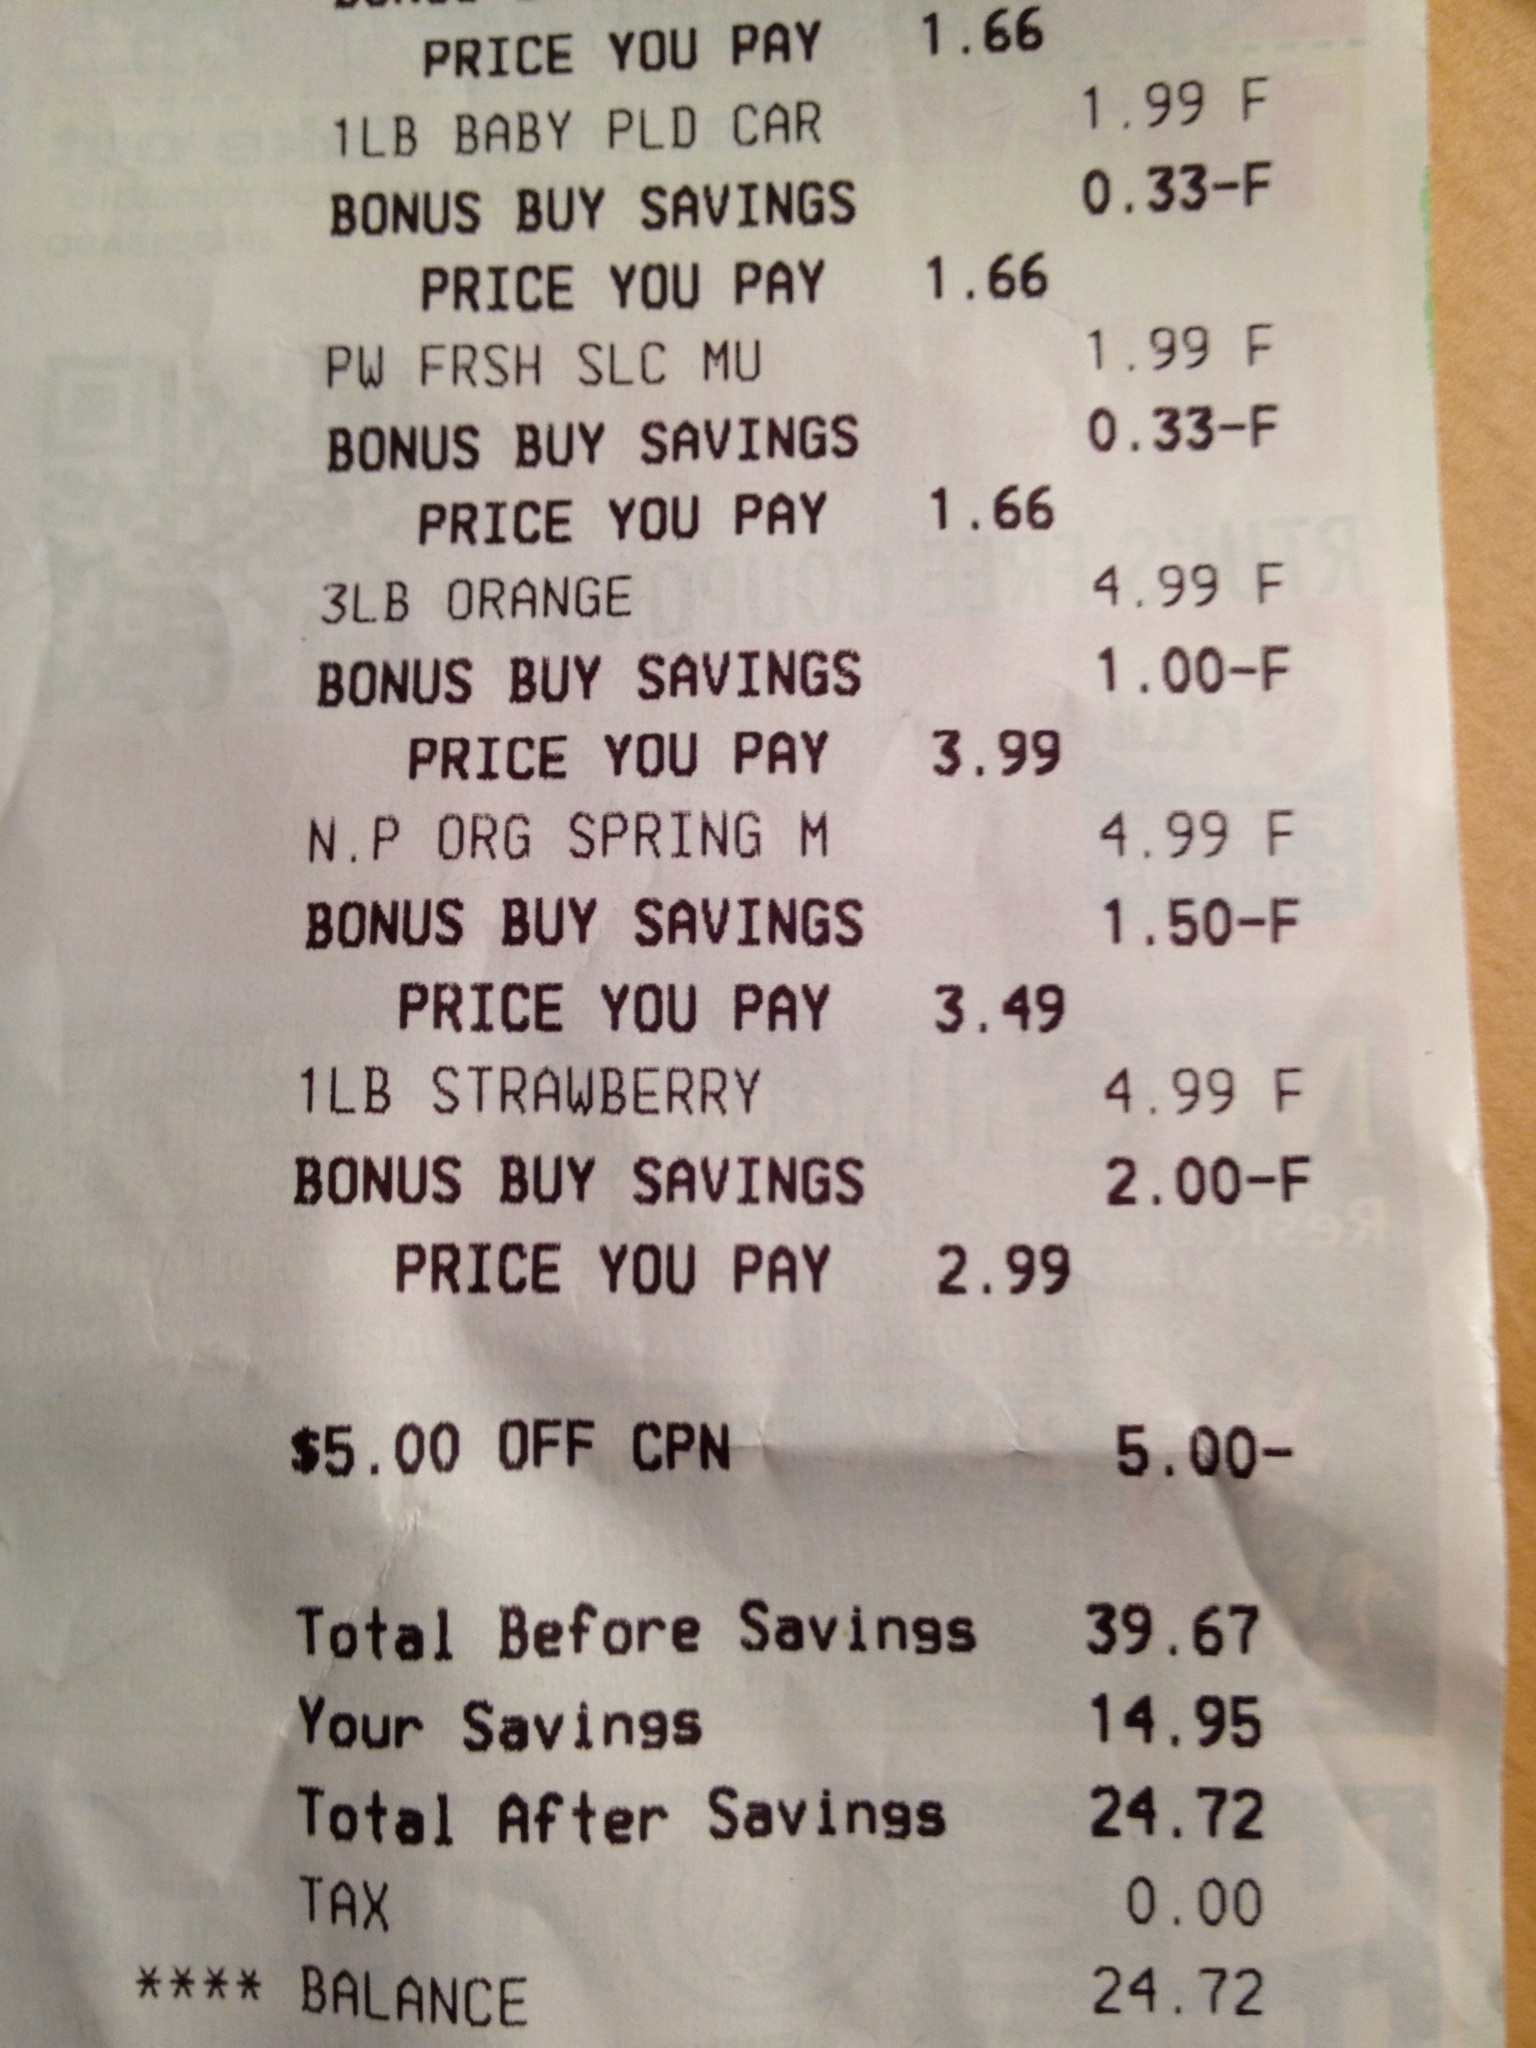 BONUS
PRICE YOU PAY 1.66
1LB BABY PLD CAR 1.99 F
BONUS BUY SAVINGS 0.33-F
PRICE YOU PAY 1.66
PW FRSH SLC MU 1.99 F
BONUS BUY SAVINGS 0.33-F
PRICE YOU PAY 1.66
3LB ORANGE 4.99 F
BONUS BUY SAVINGS 1.00-F
PRICE YOU PAY 3.99
N.P ORG SPRING M 4.99 F
BONUS BUY SAVINGS 1.50-F
PRICE YOU PAY 3.49
1LB STRAWBERRY 4.99 F
BONUS BUY SAVINGS 2.00-F
PRICE YOU PAY 2.99
$5.00 OFF CPN 5.00-
Total Before Savings 39.67
Your Savings 14.95
Total After Savings 24.72
TAX 0.00
**** BALANCE 24.72